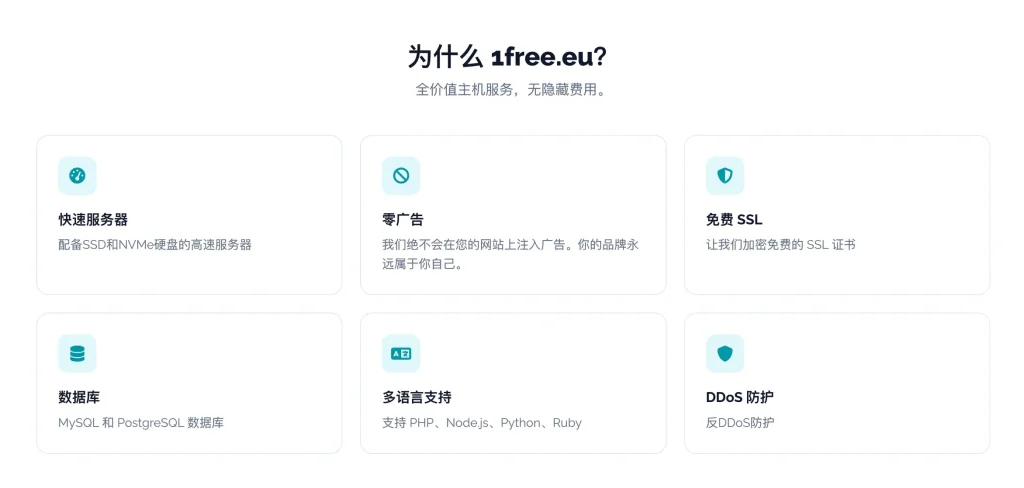 为什么 1free.eu?
全价值主机服务，无隐藏费用。
快速服务器
配备SSD和NVMe硬盘的高速服务器
零广告
我们绝不会在您的网站上注入广告。你的品牌永
远属于你自己。
免费 SSL
让我们加密免费的 SSL 证书
数据库
MySQL 和 PostgreSQL 数据库
多语言支持
支持 PHP、Node.js、Python、Ruby
DDoS 防护
反DDoS防护